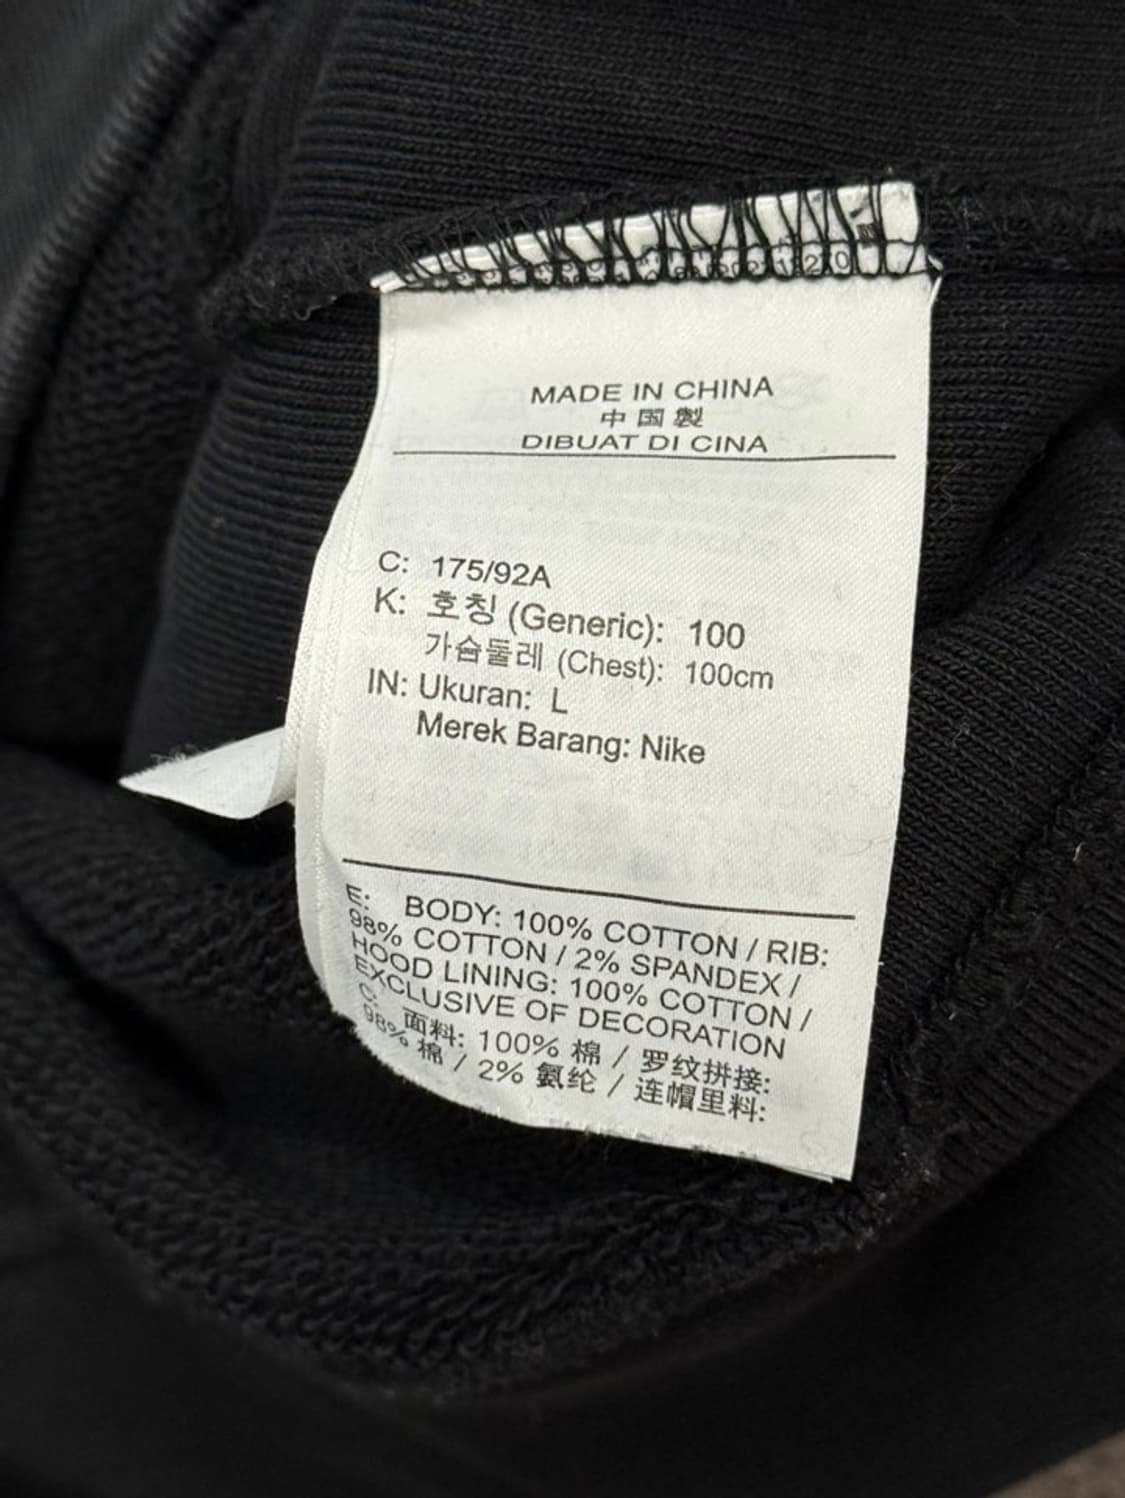 MADE IN CHINA
中国製
DIBUAT DI CINA
C: 175/92A
K: 호칭 (Generic): 100
가슴둘레 (Chest): 100cm
IN: Ukuran: L
Merek Barang: Nike
E: BODY: 100% COTTON / RIB:
98% COTTON / 2% SPANDEX /
HOOD LINING: 100% COTTON /
EXCLUSIVE OF DECORATION
C: 面料: 100% 棉 / 罗纹拼接:
98% 棉 / 2% 氨纶 / 连帽里料: